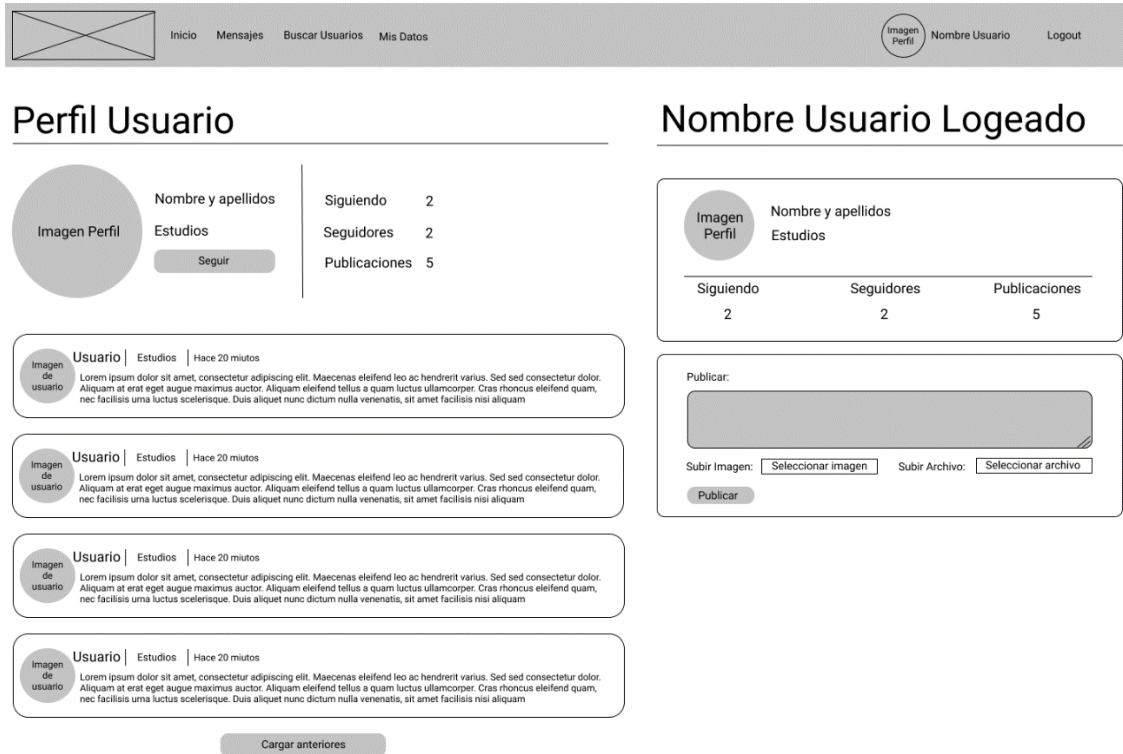 Inicio Mensajes Buscar Usuarios Mis Datos
Imagen
Perfil
Nombre Usuario Logout
Perfil Usuario
Imagen Perfil
Nombre y apellidos
Estudios
Seguir
Siguiendo 2
Seguidores 2
Publicaciones 5
Imagen
de
usuario
Usuario Estudios Hace 20 miutos
Lorem ipsum dolor sit amet, consectetur adipiscing elit. Maecenas eleifend leo ac hendrerit varius. Sed sed consectetur dolor.
Aliquam at erat eget augue maximus auctor. Aliquam eleifend tellus a quam luctus ullamcorper. Cras rhoncus eleifend quam,
nec facilisis urna luctus scelerisque. Duis aliquet nunc dictum nulla venenatis, sit amet facilisis nisi aliquam
Imagen
de
usuario
Usuario Estudios Hace 20 miutos
Lorem ipsum dolor sit amet, consectetur adipiscing elit. Maecenas eleifend leo ac hendrerit varius. Sed sed consectetur dolor.
Aliquam at erat eget augue maximus auctor. Aliquam eleifend tellus a quam luctus ullamcorper. Cras rhoncus eleifend quam,
nec facilisis urna luctus scelerisque. Duis aliquet nunc dictum nulla venenatis, sit amet facilisis nisi aliquam
Imagen
de
usuario
Usuario Estudios Hace 20 miutos
Lorem ipsum dolor sit amet, consectetur adipiscing elit. Maecenas eleifend leo ac hendrerit varius. Sed sed consectetur dolor.
Aliquam at erat eget augue maximus auctor. Aliquam eleifend tellus a quam luctus ullamcorper. Cras rhoncus eleifend quam,
nec facilisis urna luctus scelerisque. Duis aliquet nunc dictum nulla venenatis, sit amet facilisis nisi aliquam
Imagen
de
usuario
Usuario Estudios Hace 20 miutos
Lorem ipsum dolor sit amet, consectetur adipiscing elit. Maecenas eleifend leo ac hendrerit varius. Sed sed consectetur dolor.
Aliquam at erat eget augue maximus auctor. Aliquam eleifend tellus a quam luctus ullamcorper. Cras rhoncus eleifend quam,
nec facilisis urna luctus scelerisque. Duis aliquet nunc dictum nulla venenatis, sit amet facilisis nisi aliquam
Cargar anteriores
Nombre Usuario Logeado
Imagen
Perfil
Nombre y apellidos
Estudios
Siguiendo Seguidores Publicaciones
2 2 5
Publicar:
Subir Imagen: Seleccionar imagen Subir Archivo: Seleccionar archivo
Publicar